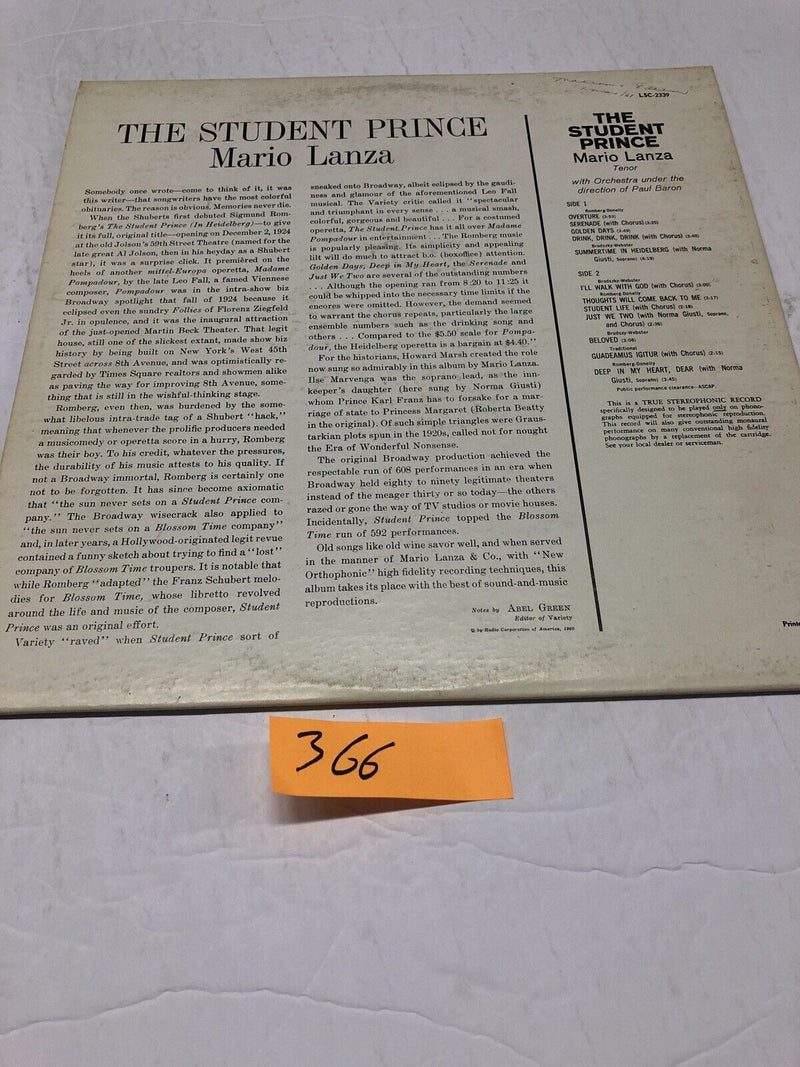 THE STUDENT PRINCE
Mario Lanza
Somebody once wrote—come to think of it, it was
this writer—that songwriters have the most colorful
obituaries. The reason is obvious. Memories never die.
When the Shuberts first debuted Sigmund Rom-
berg's The Student Prince (In Heidelberg)—to give
it its full, original title—opening on December 2, 1924
at the old Jolson's 59th Street Theatre (named for the
late great Al Jolson, then in his heyday as a Shubert
star), it was a surprise click. It premièred on the
heels of another mittel-Europa operetta, Madame
Pompadour, by the late Leo Fall, a famed Viennese
composer, Pompadour was in the intra-show biz
Broadway spotlight that fall of 1924 because it
eclipsed even the sundry Follies of Florenz Ziegfeld
Jr. in opulence, and it was the inaugural attraction
of the just-opened Martin Beck Theater. That legit
house, still one of the slickest extant, made show biz
history by being built on New York's West 45th
Street across 8th Avenue, and was optimistically re-
garded by Times Square realtors and showmen alike
as paving the way for improving 8th Avenue, some-
thing that is still in the wishful-thinking stage.
Romberg, even then, was burdened by the some-
what libelous intra-trade tag of a Shubert "hack,"
meaning that whenever the prolific producers needed
a musicomedy or operetta score in a hurry, Romberg
was their boy. To his credit, whatever the pressures,
the durability of his music attests to his quality. If
not a Broadway immortal, Romberg is certainly one
not to be forgotten. It has since become axiomatic
that "the sun never sets on a Student Prince com-
pany." The Broadway wisecrack also applied to
"the sun never sets on a Blossom Time company"
and, in later years, a Hollywood-originated legit revue
contained a funny sketch about trying to find a "lost"
company of Blossom Time troupers. It is notable that
while Romberg "adapted" the Franz Schubert melo-
dies for Blossom Time, whose libretto revolved
around the life and music of the composer, Student
Prince was an original effort.
Variety "raved" when Student Prince sort of
sneaked onto Broadway, albeit eclipsed by the gaudi-
ness and glamour of the aforementioned Leo Fall
musical. The Variety critic called it "spectacular
and triumphant in every sense . . . a musical smash,
colorful, gorgeous and beautiful . . . For a costumed
operetta, The Student Prince has it all over Madame
Pompadour in entertainment . . . The Romberg music
is popularly pleasing. Its simplicity and appealing
lilt will do much to attract b.o. (boxoffice) attention.
Golden Days, Deep in My Heart, the Serenade and
Just We Two are several of the outstanding numbers
. . . Although the opening ran from 8:20 to 11:25 it
could be whipped into the necessary time limits if the
encores were omitted. However, the demand seemed
to warrant the chorus repeats, particularly the large
ensemble numbers such as the drinking song and
others . . . Compared to the $5.50 scale for Pompa-
dour, the Heidelberg operetta is a bargain at $4.40."
For the historians, Howard Marsh created the role
now sung so admirably in this album by Mario Lanza.
Ilse Marvenga was the soprano lead, as the inn-
keeper's daughter (here sung by Norma Giusti)
whom Prince Karl Franz has to forsake for a mar-
riage of state to Princess Margaret (Roberta Beatty
in the original). Of such simple triangles were Graus-
tarkian plots spun in the 1920s, called not for nought
the Era of Wonderful Nonsense.
The original Broadway production achieved the
respectable run of 608 performances in an era when
Broadway held eighty to ninety legitimate theaters
instead of the meager thirty or so today—the others
razed or gone the way of TV studios or movie houses.
Incidentally, Student Prince topped the Blossom
Time run of 592 performances.
Old songs like old wine savor well, and when served
in the manner of Mario Lanza & Co., with "New
Orthophonic" high fidelity recording techniques, this
album takes its place with the best of sound-and-music
reproductions.
Notes by ABEL GREEN
Editor of Variety
© by Radio Corporation of America, 1960
LSC-2339
THE
STUDENT
PRINCE
Mario Lanza
Tenor
with Orchestra under the
direction of Paul Baron
SIDE 1
Romberg-Donnelly
OVERTURE
SERENADE (with Chorus)
GOLDEN DAYS
DRINK, DRINK, DRINK (with Chorus)
Brodszky-Webster
SUMMERTIME IN HEIDELBERG (with Norma
Giusti, Soprano)
SIDE 2
Brodszky-Webster
I'LL WALK WITH GOD (with Chorus)
Romberg-Donnelly
THOUGHTS WILL COME BACK TO ME (3:17)
STUDENT LIFE (with Chorus)
JUST WE TWO (with Norma Giusti, Soprano,
and Chorus)
Brodszky-Webster
BELOVED
Traditional
GUADEAMUS IGITUR (with Chorus) (2:15)
Romberg-Donnelly
DEEP IN MY HEART, DEAR (with Norma
Giusti, Soprano) (3:45)
Public performance clearance—ASCAP
This is a TRUE STEREOPHONIC RECORD
specifically designed to be played only on phono-
graphs equipped for stereophonic reproduction.
This record will also give outstanding monaural
performance on many conventional high fidelity
phonographs by a replacement of the cartridge.
See your local dealer or serviceman.
Printe
366